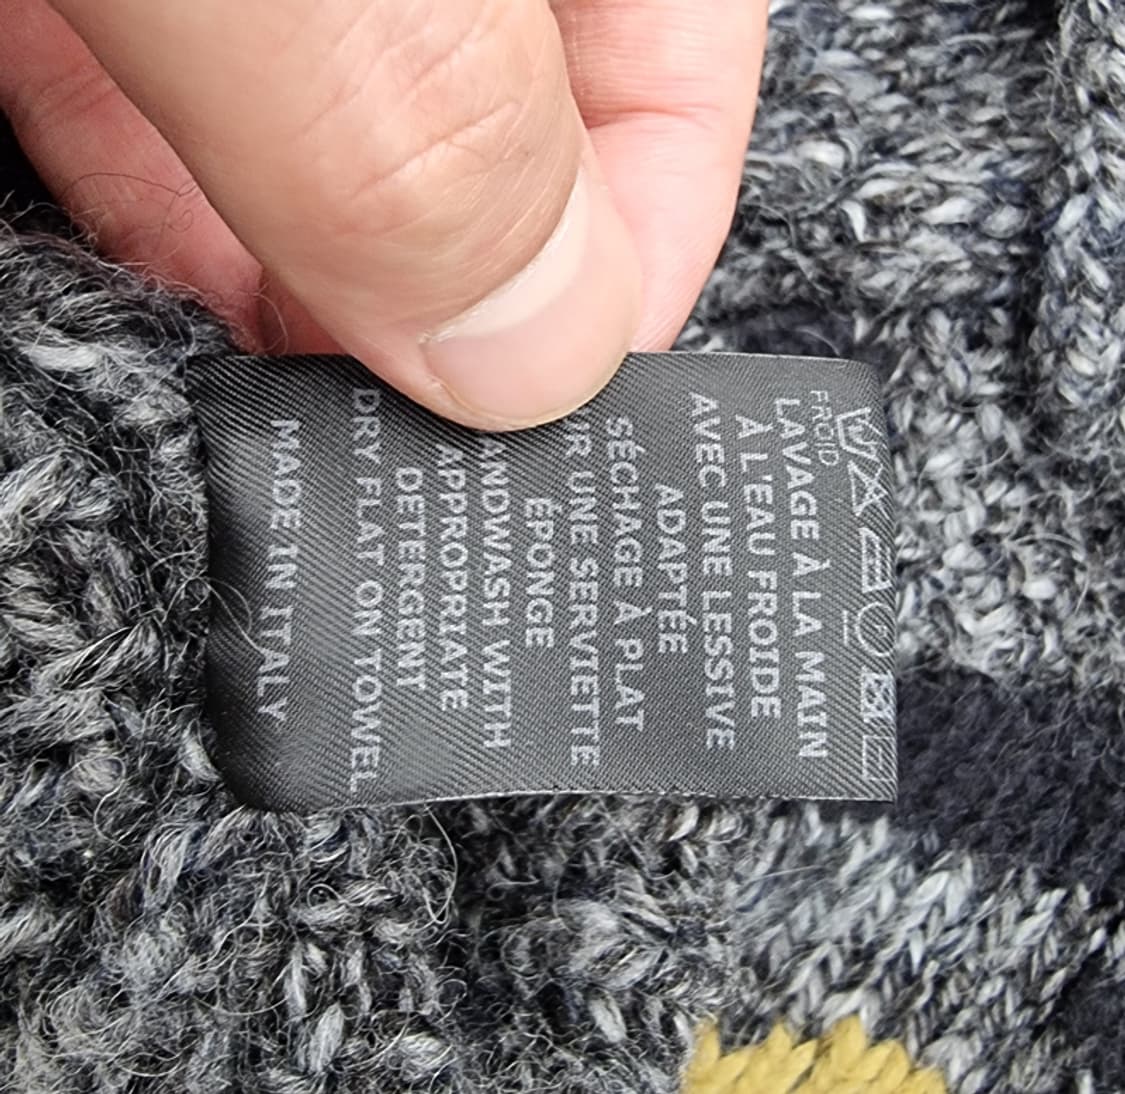 FROID
LAVAGE À LA MAIN
À L'EAU FROIDE
AVEC UNE LESSIVE
ADAPTÉE
SÉCHAGE À PLAT
UR UNE SERVIETTE
ÉPONGE
ANDWASH WITH
APPROPRIATE
DETERGENT
DRY FLAT ON TOWEL
MADE IN ITALY